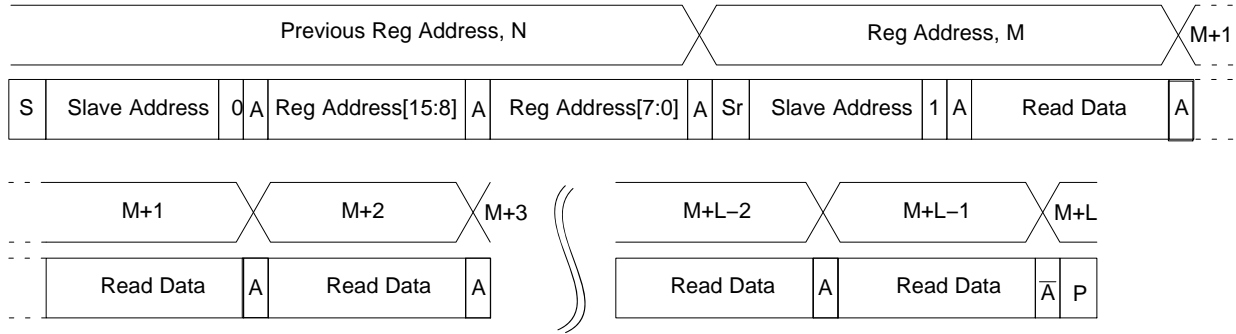 Previous Reg Address, N Reg Address, M M+1
S Slave Address 0 A Reg Address[15:8] A Reg Address[7:0] A Sr Slave Address 1 A Read Data A
M+1 M+2 M+3 M+L−2 M+L−1 M+L
Read Data A Read Data A Read Data A Read Data A̅ P